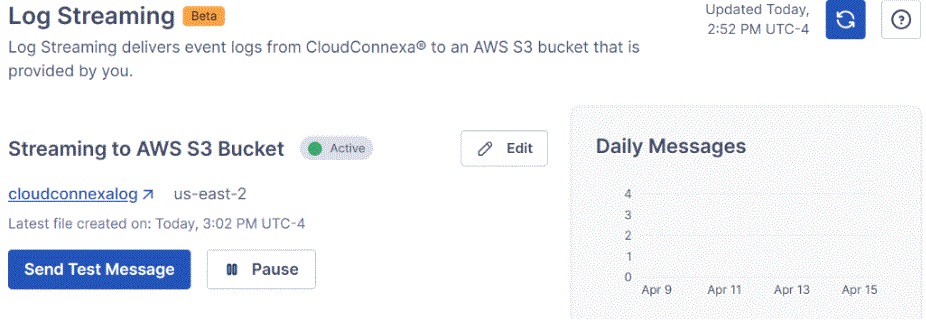 Log Streaming Beta
Updated Today,
2:52 PM UTC-4
Log Streaming delivers event logs from CloudConnexa® to an AWS S3 bucket that is
provided by you.
Streaming to AWS S3 Bucket
Active
Edit
cloudconnexalog us-east-2
Latest file created on: Today, 3:02 PM UTC-4
Send Test Message
Pause
Daily Messages
4
3
2
1
0
Apr 9 Apr 11 Apr 13 Apr 15